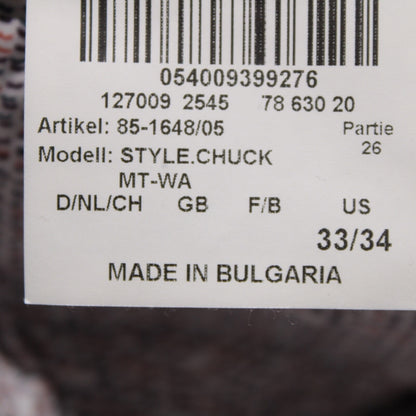 054009399276
127009 2545 78 630 20
Artikel: 85-1648/05 Partie
26
Modell: STYLE.CHUCK
MT-WA
D/NL/CH GB F/B US
33/34
MADE IN BULGARIA